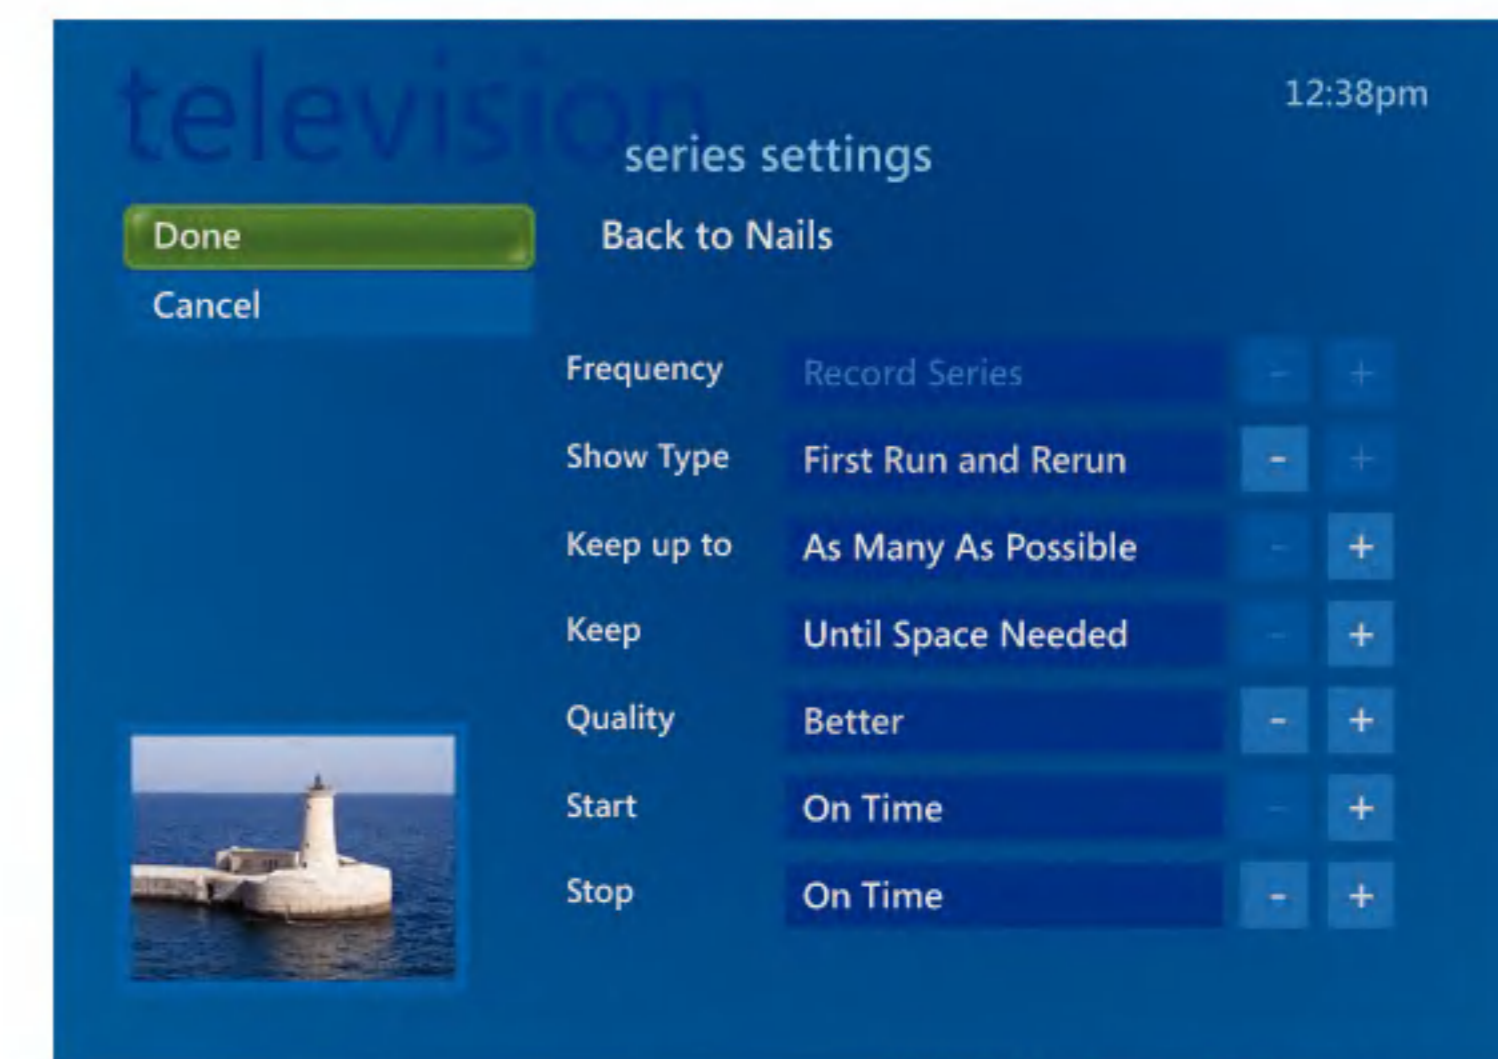 television
12:38pm
series settings
Done
Back to Nails
Cancel
Frequency Record Series - +
Show Type First Run and Rerun - +
Keep up to As Many As Possible - +
Keep Until Space Needed - +
Quality Better - +
Start On Time - +
Stop On Time - +